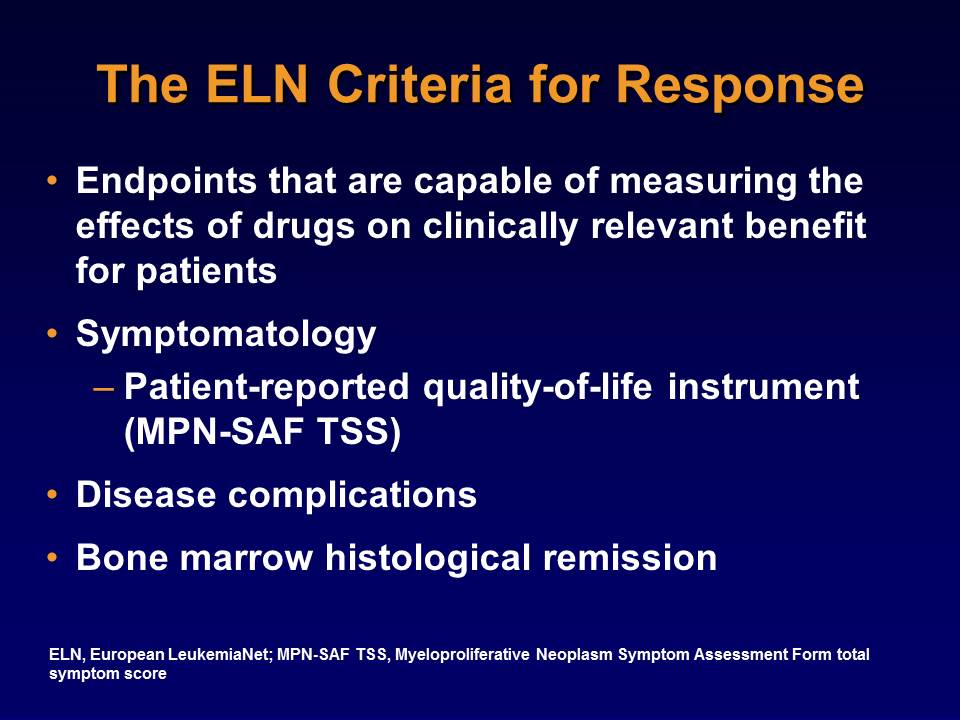 The ELN Criteria for Response
• Endpoints that are capable of measuring the
effects of drugs on clinically relevant benefit
for patients
• Symptomatology
– Patient-reported quality-of-life instrument
(MPN-SAF TSS)
• Disease complications
• Bone marrow histological remission
ELN, European LeukemiaNet; MPN-SAF TSS, Myeloproliferative Neoplasm Symptom Assessment Form total
symptom score